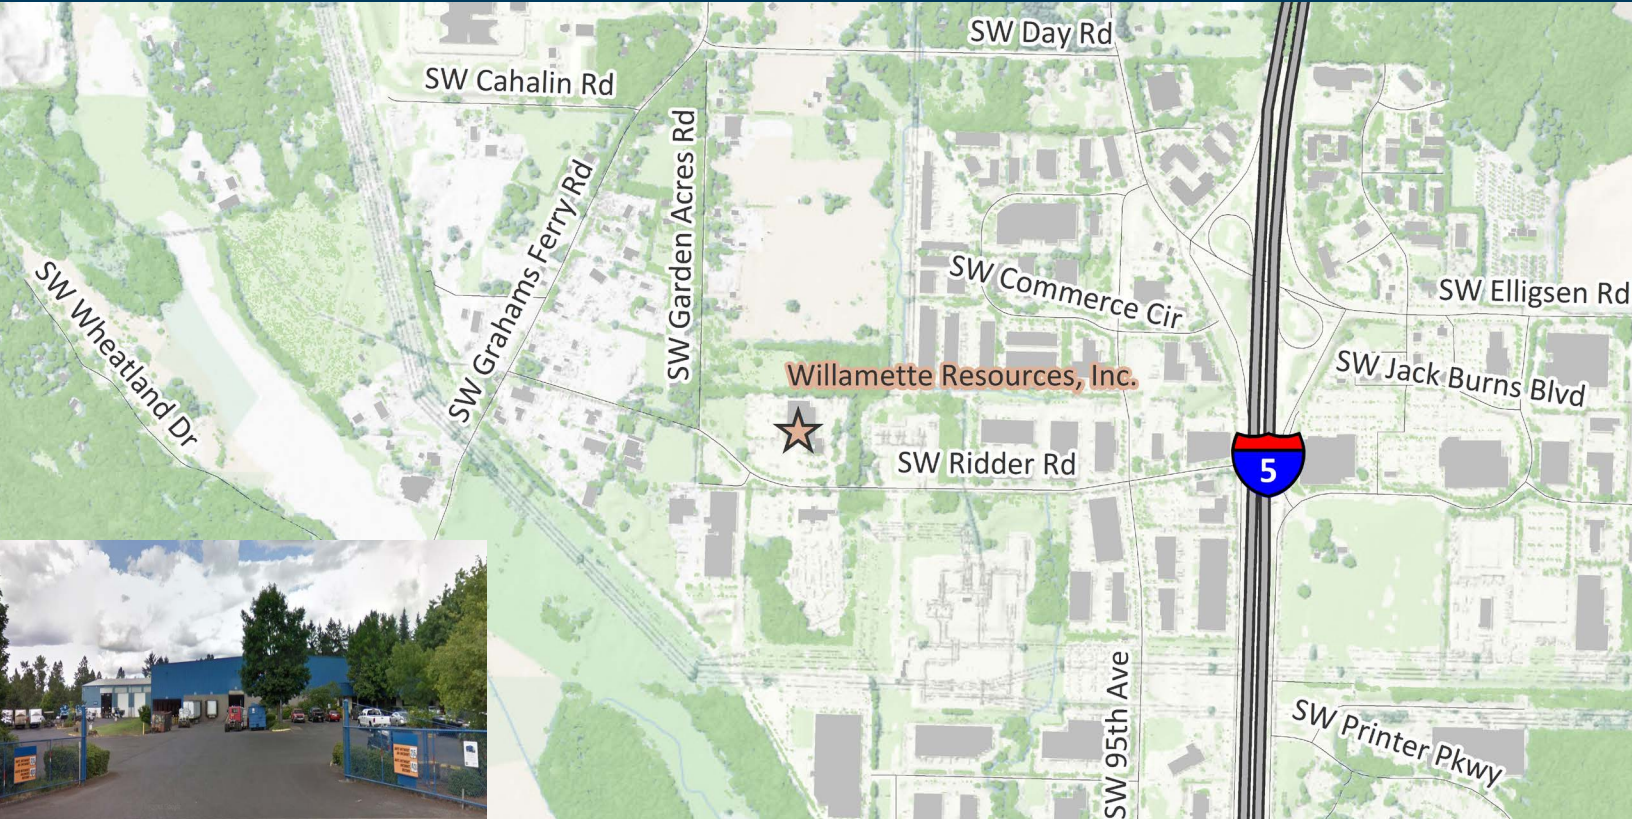 SW Day Rd
SW Cahalin Rd
SW Garden Acres Rd
SW Grahams Ferry Rd
SW Commerce Cir
SW Elligsen Rd
SW Wheatland Dr
Willamette Resources, Inc.
SW Jack Burns Blvd
SW Ridder Rd
5
SW 95th Ave
SW Printer Pkwy